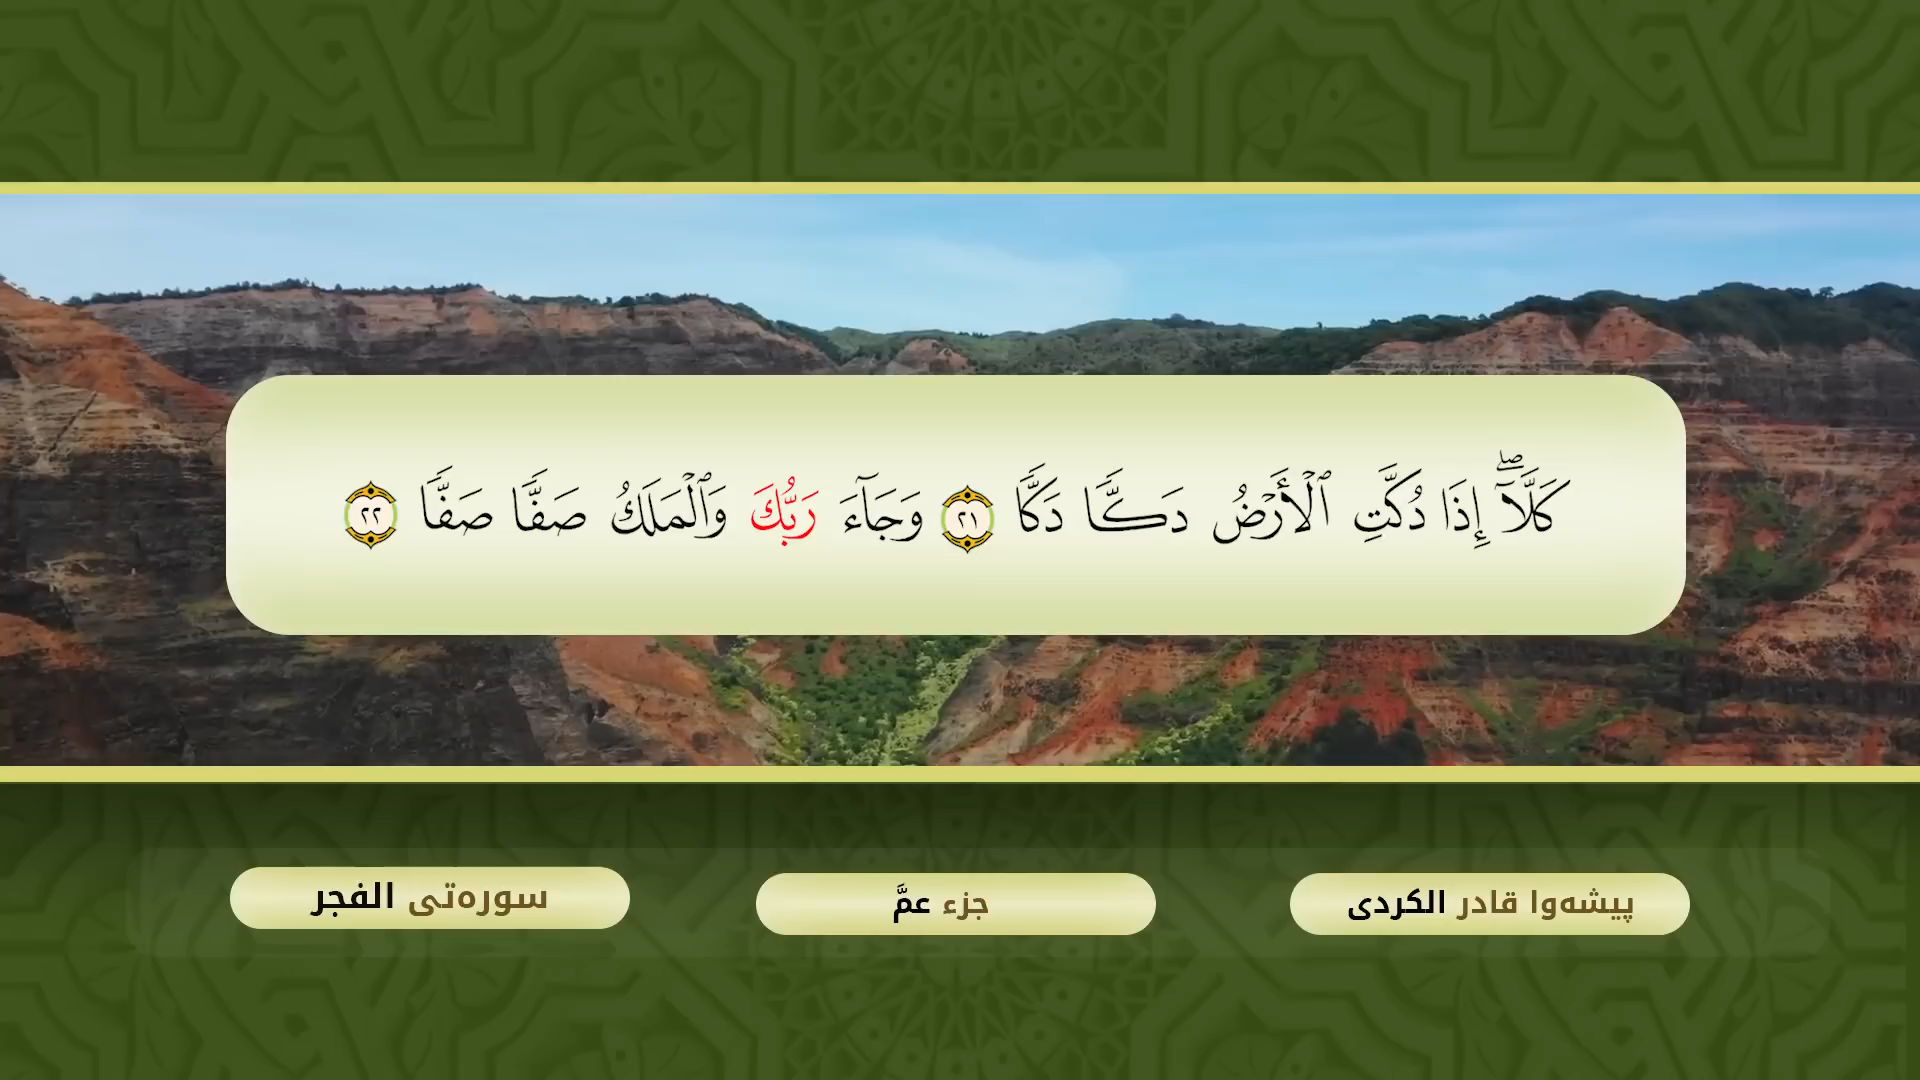 كَلَّآۖ إِذَا دُكَّتِ ٱلْأَرْضُ دَكࣰّا دَكࣰّا ٢١ وَجَآءَ رَبُّكَ وَٱلْمَلَكُ صَفࣰّا صَفࣰّا ٢٢
پیشەوا قادر الكردی
جزء عمَّ
سورەتی الفجر